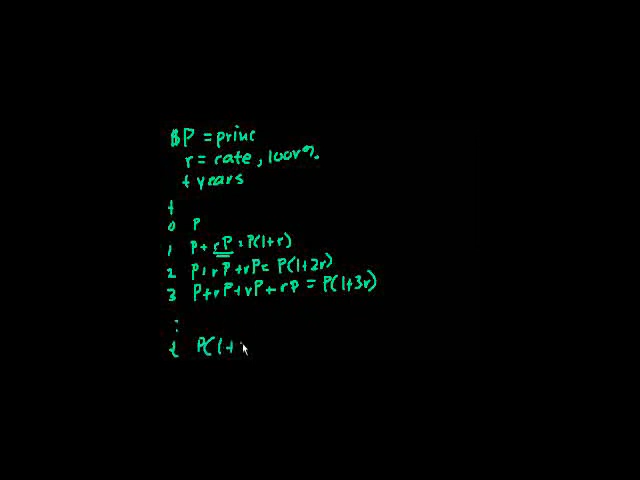 $P = princ
r = rate, 100r%.
t years
t
0 P
1 P + rP = P(1+r)
2 P + rP + rP = P(1+2r)
3 P + rP + rP + rP = P(1+3r)
:
t P(1+